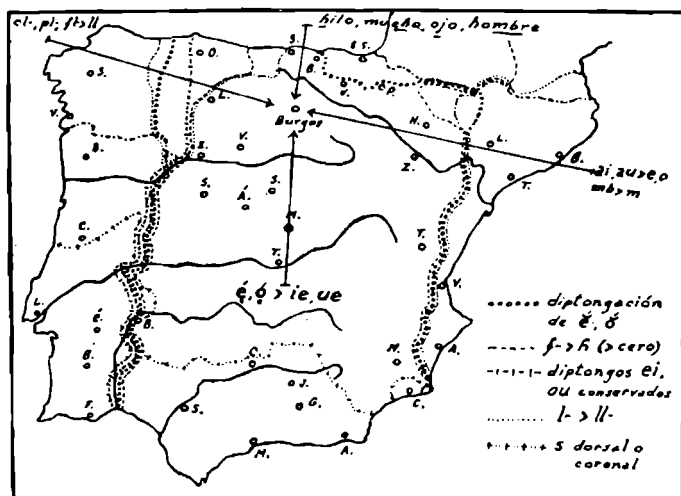 cl-, pl-, fl>ll
hilo, mucho, ojo, hombre
S.
O.
S.
B.
S.S.
V.
C.P.
V.
L.
Burgos
H.
L.
B.
B.
Z.
V.
Z.
T.
ai, au>e, o
mb>m
S.
Á.
S.
M.
C.
T.
T.
V.
é̦, ó̦ > ie, ue
L.
É.
B.
B.
C.
M.
A.
J.
C.
F.
S.
G.
M.
A.
diptongación
de ĕ, ŏ
f->h (>cero)
diptongos ei,
ou conservados
l- > ll-
s dorsal o
coronal